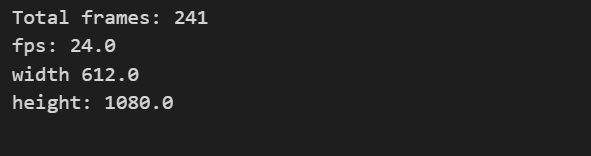 Total frames: 241
fps: 24.0
width 612.0
height: 1080.0